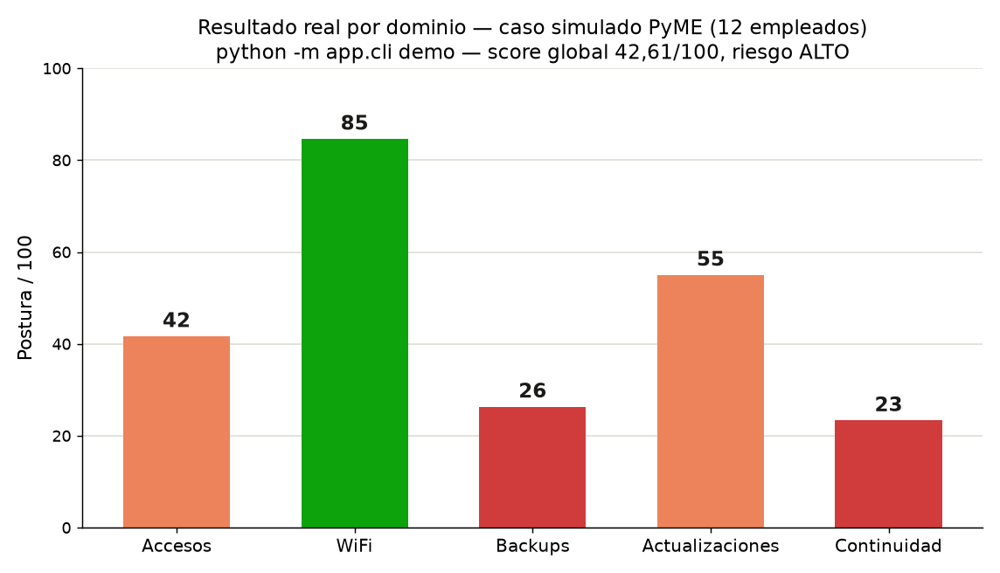 Resultado real por dominio — caso simulado PyME (12 empleados)
python -m app.cli demo — score global 42,61/100, riesgo ALTO
Postura / 100
100
80
60
40
20
0
42
85
26
55
23
Accesos
WiFi
Backups
Actualizaciones
Continuidad